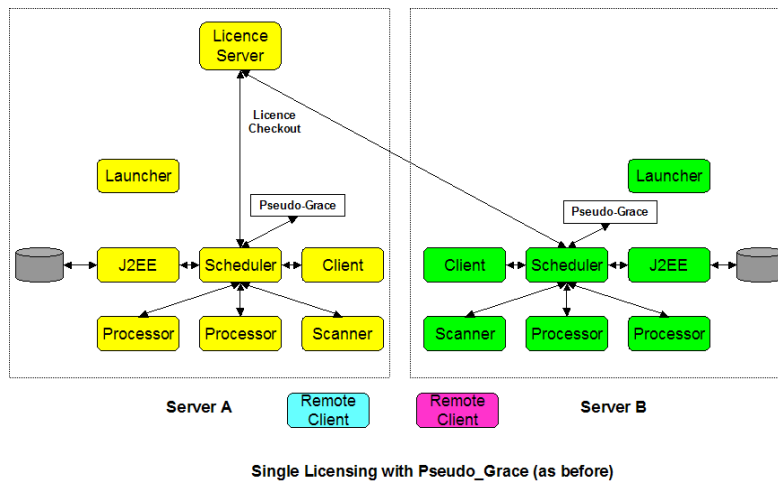 Licence
Server
Licence
Checkout
Launcher
Launcher
Pseudo-Grace
Pseudo-Grace
J2EE
Scheduler
Client
Client
Scheduler
J2EE
Processor
Processor
Scanner
Scanner
Processor
Processor
Server A
Remote
Client
Remote
Client
Server B
Single Licensing with Pseudo_Grace (as before)